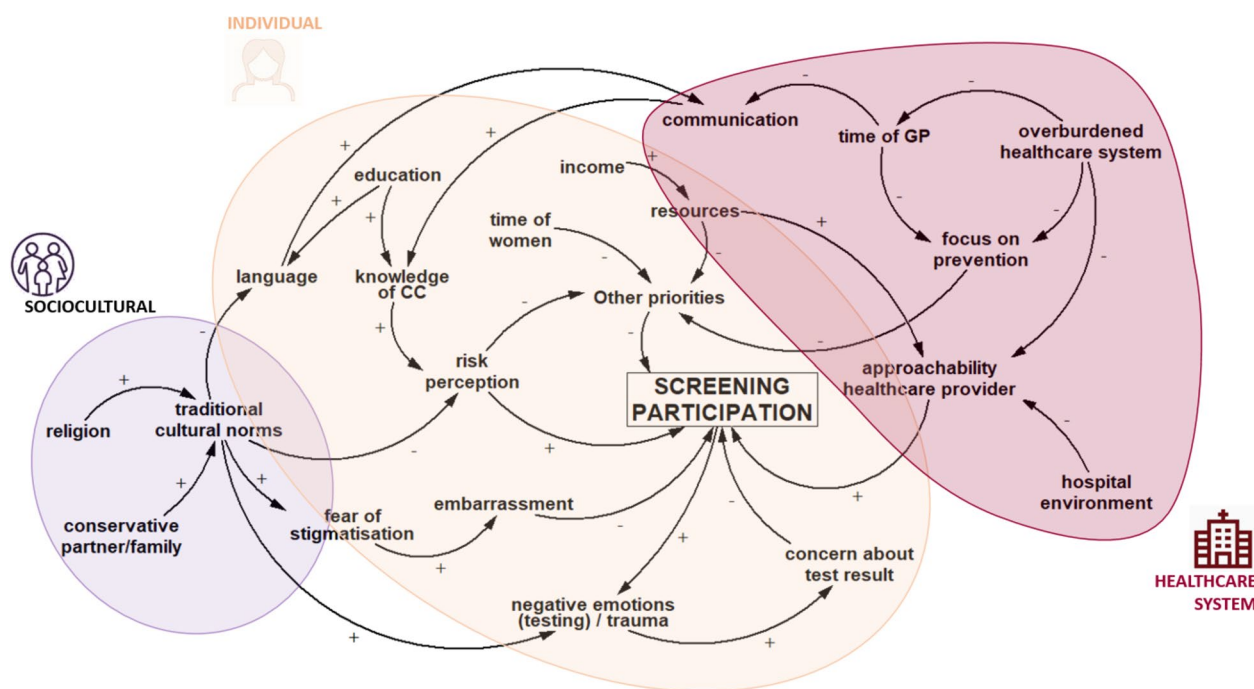 INDIVIDUAL
communication
time of GP
overburdened
healthcare system
education
income
resources
time of
women
focus on
prevention
language
knowledge
of CC
Other priorities
SOCIOCULTURAL
risk
perception
SCREENING
PARTICIPATION
approachability
healthcare provider
religion
traditional
cultural norms
conservative
partner/family
fear of
stigmatisation
embarrassment
hospital
environment
concern about
test result
negative emotions
(testing) / trauma
HEALTHCARE
SYSTEM
+
+
+
+
+
-
-
-
-
-
-
+
-
-
-
-
-
+
-
+
-
+
+
+
-
+
-
-
+
+
-
+
+
+